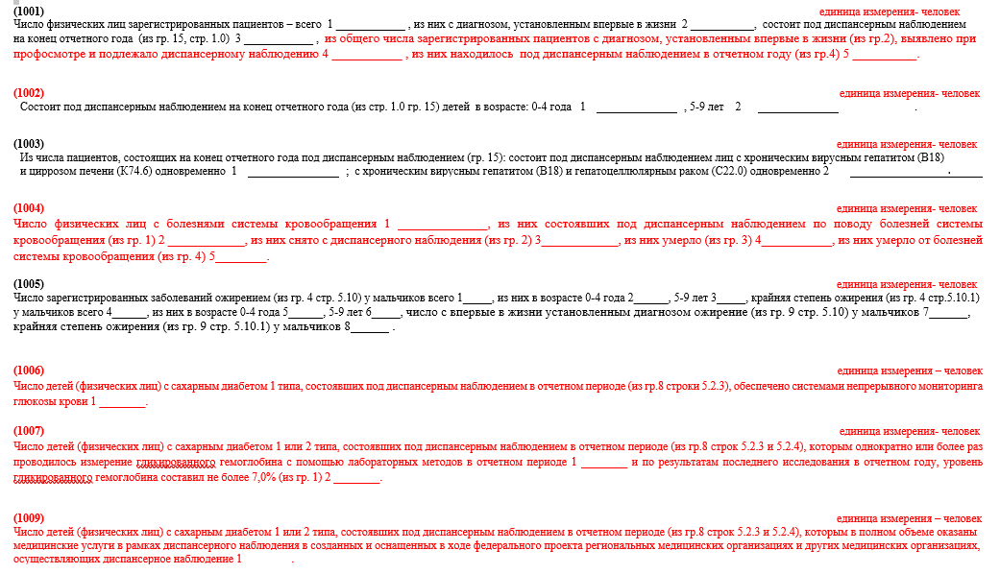 (1001) единица измерения- человек
Число физических лиц зарегистрированных пациентов – всего 1 _____________ , из них с диагнозом, установленным впервые в жизни 2 ____________, состоит под диспансерным наблюдением
на конец отчетного года (из гр. 15, стр. 1.0) 3 _____________ , из общего числа зарегистрированных пациентов с диагнозом, установленным впервые в жизни (из гр.2), выявлено при
профосмотре и подлежало диспансерному наблюдению 4 _____________ , из них находилось под диспансерным наблюдением в отчетном году (из гр.4) 5 ____________.
(1002) единица измерения- человек
Состоит под диспансерным наблюдением на конец отчетного года (из стр. 1.0 гр. 15) детей в возрасте: 0-4 года 1 ______________ , 5-9 лет 2 ______________ .
(1003) единица измерения- человек
Из числа пациентов, состоящих на конец отчетного года под диспансерным наблюдением (гр. 15): состоит под диспансерным наблюдением лиц с хроническим вирусным гепатитом (B18)
и циррозом печени (K74.6) одновременно 1 ________________ ; с хроническим вирусным гепатитом (B18) и гепатоцеллюлярным раком (C22.0) одновременно 2 _________________.______
(1004) единица измерения- человек
Число физических лиц с болезнями системы кровообращения 1 _______________, из них состоявших под диспансерным наблюдением по поводу болезней системы
кровообращения (из гр. 1) 2 _____________, из них снято с диспансерного наблюдения (из гр. 2) 3_____________, из них умерло (из гр. 3) 4____________, из них умерло от болезней
системы кровообращения (из гр. 4) 5_________.
(1005) единица измерения- человек
Число зарегистрированных заболеваний ожирением (из гр. 4 стр. 5.10) у мальчиков всего 1_____, из них в возрасте 0-4 года 2______, 5-9 лет 3_____, крайняя степень ожирения (из гр. 4 стр.5.10.1)
у мальчиков всего 4______, из них в возрасте 0-4 года 5______, 5-9 лет 6_____, число с впервые в жизни установленным диагнозом ожирение (из гр. 9 стр. 5.10) у мальчиков 7______,
крайняя степень ожирения (из гр. 9 стр. 5.10.1) у мальчиков 8______ .
(1006) единица измерения – человек
Число детей (физических лиц) с сахарным диабетом 1 типа, состоявших под диспансерным наблюдением в отчетном периоде (из гр.8 строки 5.2.3), обеспечено системами непрерывного мониторинга
глюкозы крови 1 ________.
(1007) единица измерения- человек
Число детей (физических лиц) с сахарным диабетом 1 или 2 типа, состоявших под диспансерным наблюдением в отчетном периоде (из гр.8 строк 5.2.3 и 5.2.4), которым однократно или более раз
проводилось измерение гликированного гемоглобина с помощью лабораторных методов в отчетном периоде 1 ________ и по результатам последнего исследования в отчетном году, уровень
гликированного гемоглобина составил не более 7,0% (из гр. 1) 2 ________.
(1009) единица измерения – человек
Число детей (физических лиц) с сахарным диабетом 1 или 2 типа, состоявших под диспансерным наблюдением в отчетном периоде (из гр.8 строк 5.2.3 и 5.2.4), которым в полном объеме оказаны
медицинские услуги в рамках диспансерного наблюдения в созданных и оснащенных в ходе федерального проекта региональных медицинских организациях и других медицинских организациях,
осуществляющих диспансерное наблюдение 1 ________.